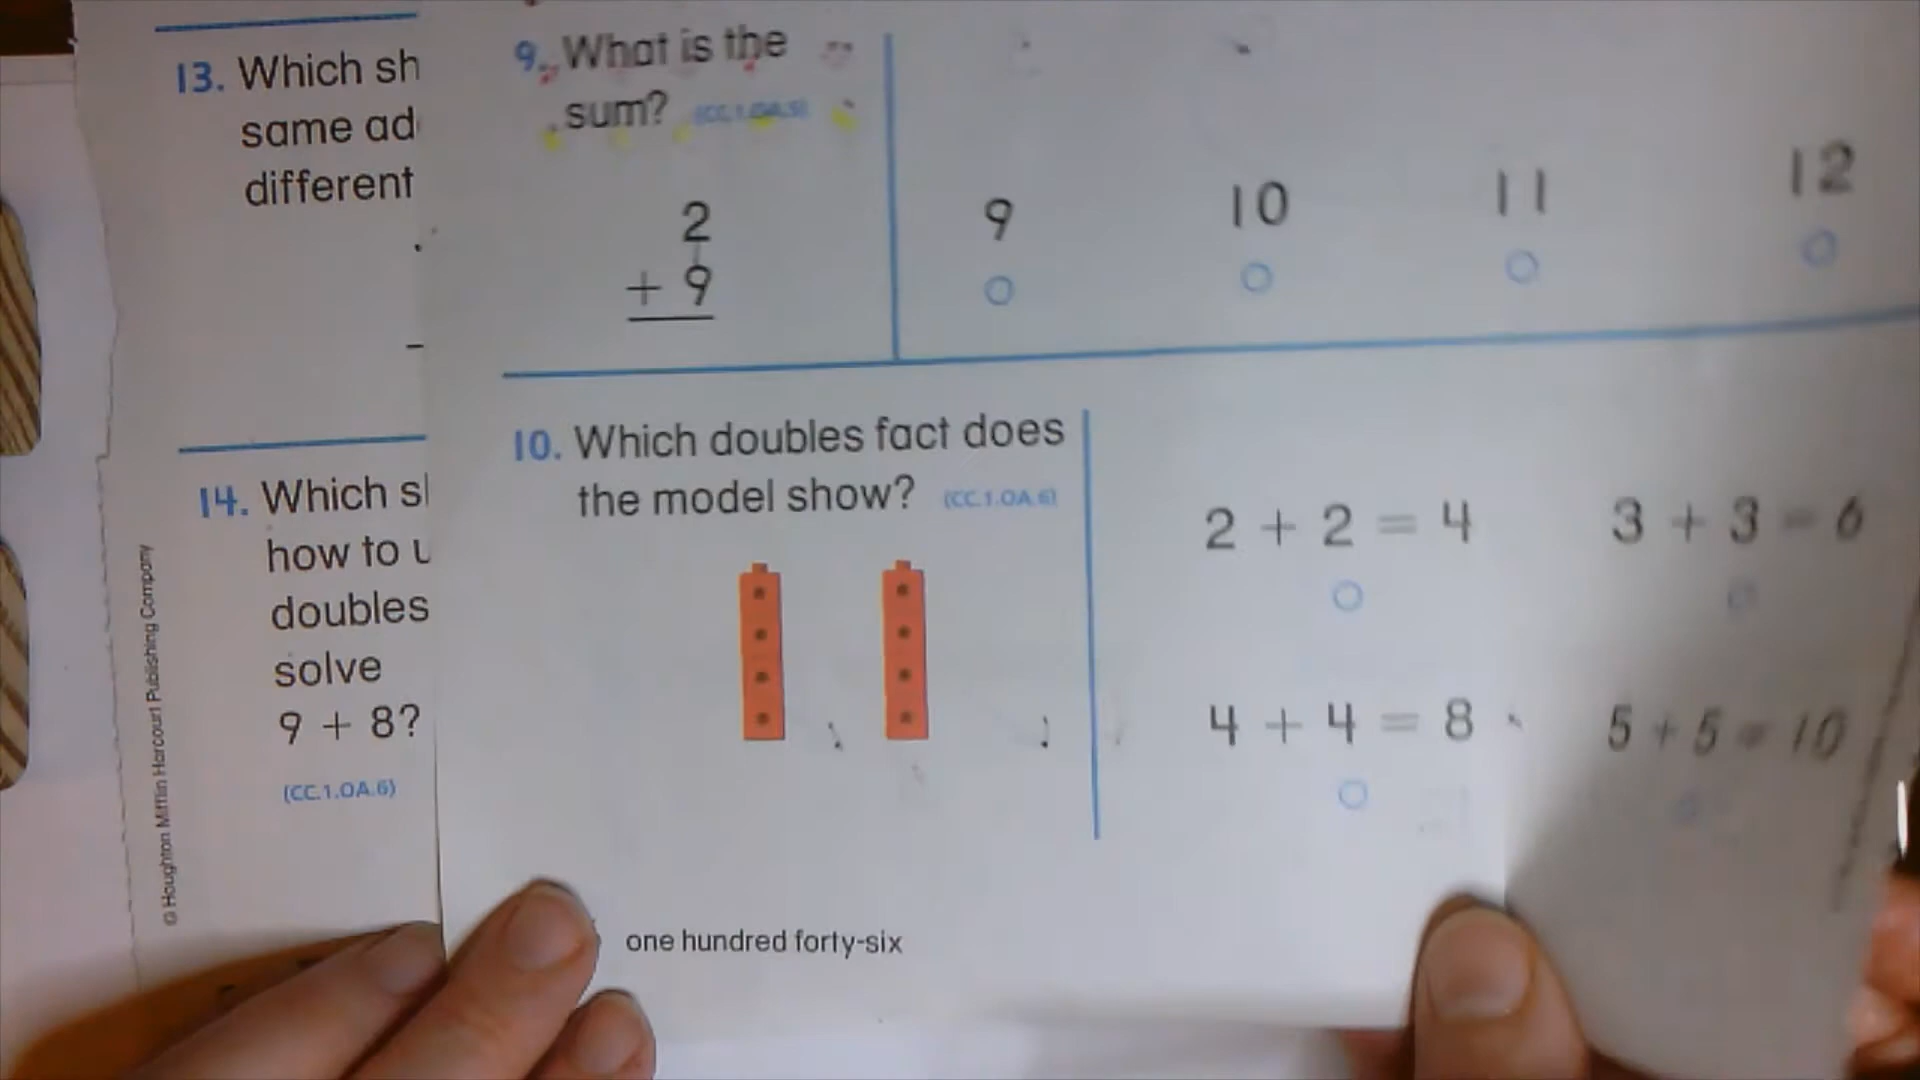 13. Which sh
same ad
different
14. Which sl
how to u
doubles
solve
9 + 8?
(CC.1.OA.6)
© Houghton Mifflin Harcourt Publishing Company
9. What is the
sum? (CC.1.OA.5)
2
+ 9
9 10 11 12
10. Which doubles fact does
the model show? (CC.1.OA.6)
2 + 2 = 4 3 + 3 = 6
4 + 4 = 8 5 + 5 = 10
one hundred forty-six